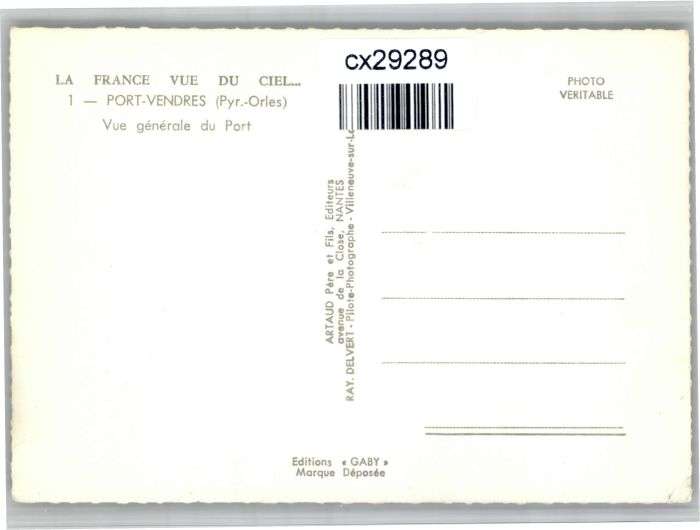 cx29289
LA FRANCE VUE DU CIEL...
1 — PORT-VENDRES (Pyr.-Orles)
Vue générale du Port
PHOTO
VERITABLE
ARTAUD Père et Fils, Editeurs
avenue de la Close, NANTES
RAY. DELVERT - Pilote-Photographe - Villeneuve-sur-
Editions « GABY »
Marque Déposée